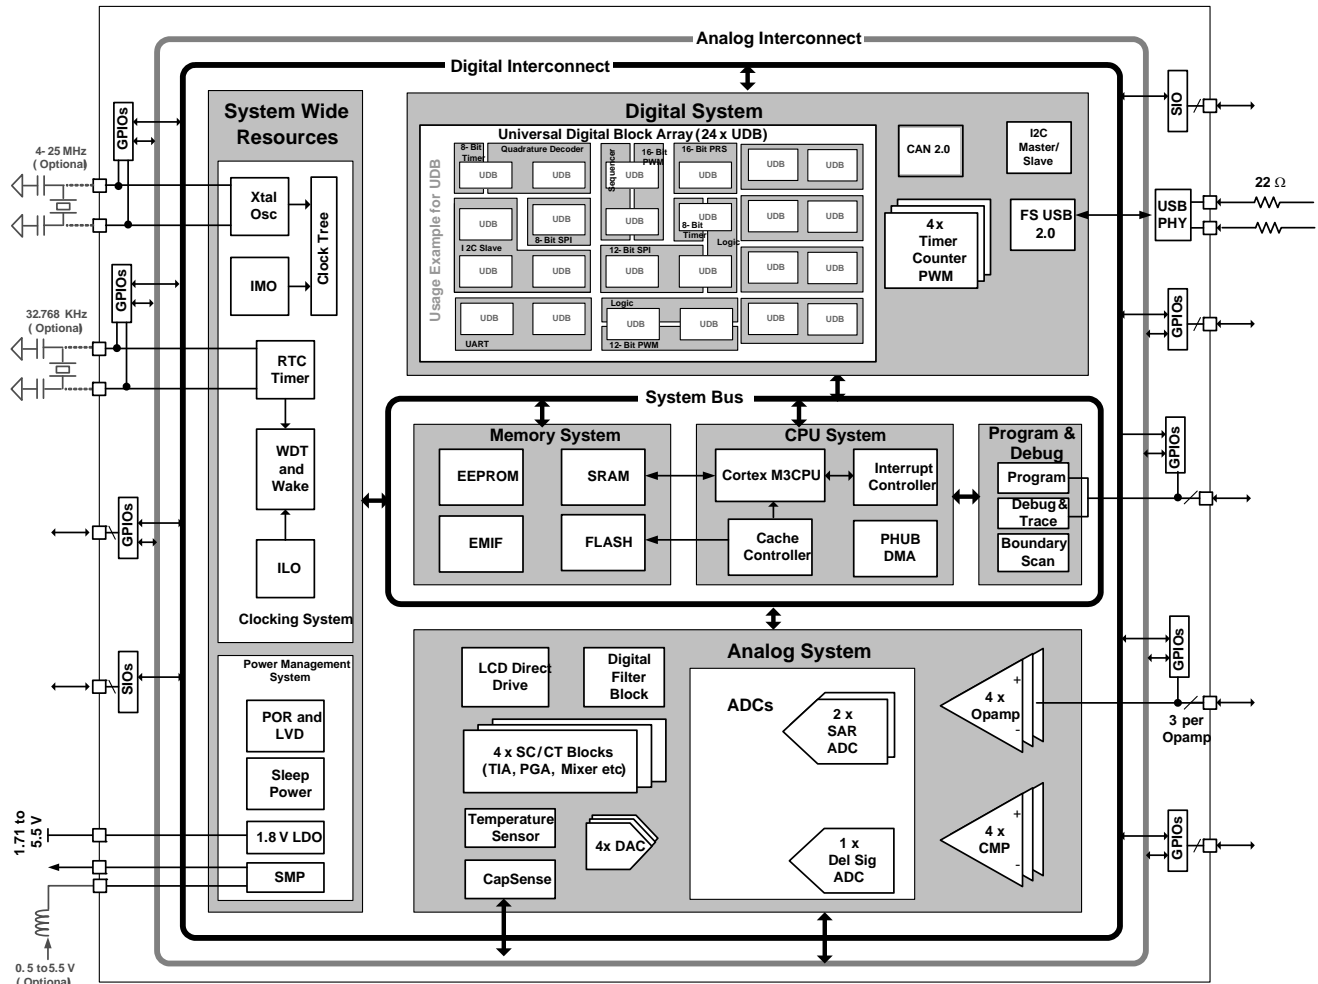 Analog Interconnect
Digital Interconnect
System Wide
Resources
GPIOs
4- 25 MHz
( Optional)
Xtal
Osc
Clock Tree
IMO
GPIOs
32.768 KHz
( Optional)
RTC
Timer
WDT
and
Wake
GPIOs
ILO
Clocking System
SIOs
Power Management
System
POR and
LVD
Sleep
Power
1.71 to
5.5 V
1.8 V LDO
SMP
0. 5 to 5.5 V
( Optional)
Digital System
Universal Digital Block Array (24 x UDB)
Usage Example for UDB
8- Bit
Timer
Quadrature Decoder
Sequencer
16- Bit
PWM
16- Bit PRS
UDB
UDB
UDB
UDB
UDB
UDB
UDB
UDB
UDB
UDB
UDB
UDB
8- Bit
Timer
Logic
I 2C Slave
8- Bit SPI
12- Bit SPI
UDB
UDB
UDB
UDB
UDB
UDB
Logic
UDB
UDB
UDB
UDB
UDB
UDB
UART
12- Bit PWM
CAN 2.0
I2C
Master/
Slave
4 x
Timer
Counter
PWM
FS USB
2.0
SIO
USB
PHY
22 Ω
GPIOs
System Bus
Memory System
EEPROM
SRAM
EMIF
FLASH
CPU System
Cortex M3CPU
Interrupt
Controller
Cache
Controller
PHUB
DMA
Program &
Debug
Program
Debug &
Trace
Boundary
Scan
GPIOs
Analog System
LCD Direct
Drive
Digital
Filter
Block
4 x SC/CT Blocks
(TIA, PGA, Mixer etc)
Temperature
Sensor
4x DAC
CapSense
ADCs
2 x
SAR
ADC
1 x
Del Sig
ADC
+
4 x
Opamp
-
+
4 x
CMP
-
GPIOs
3 per
Opamp
GPIOs